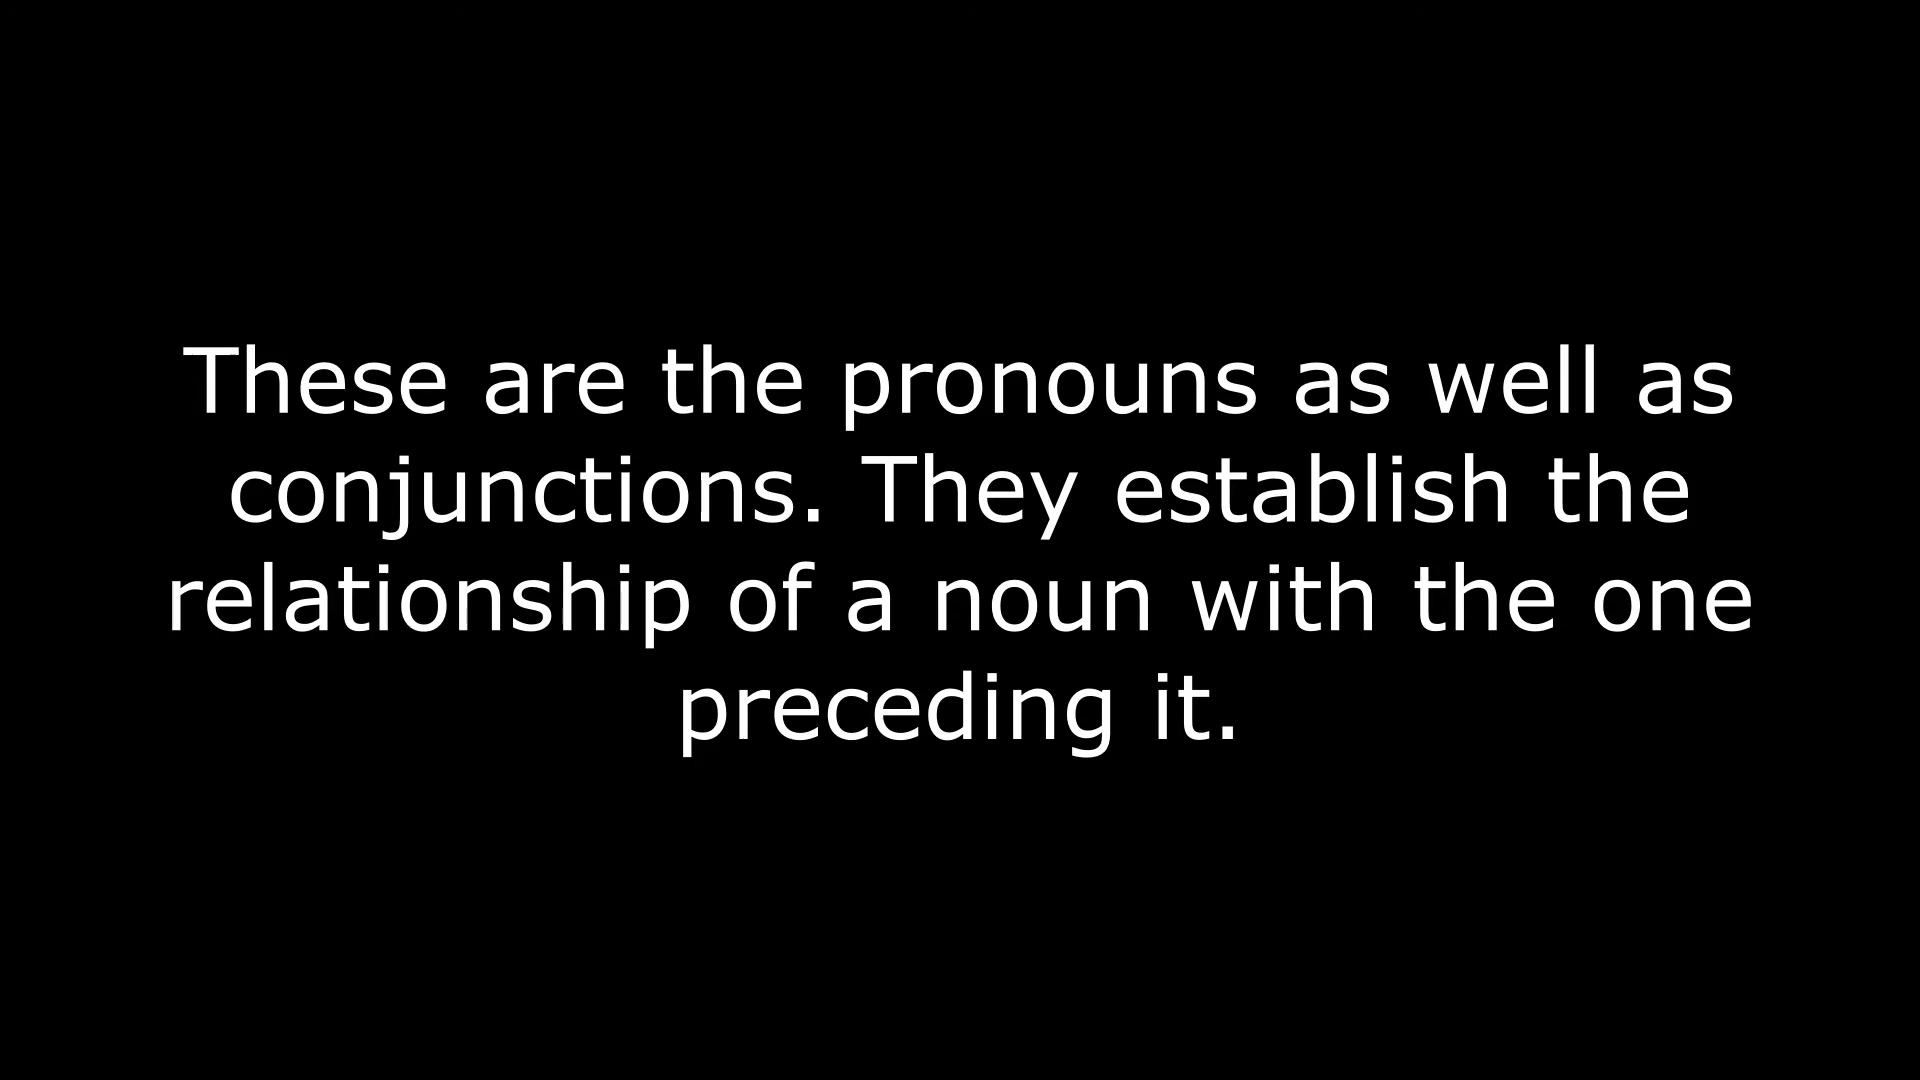 These are the pronouns as well as
conjunctions. They establish the
relationship of a noun with the one
preceding it.